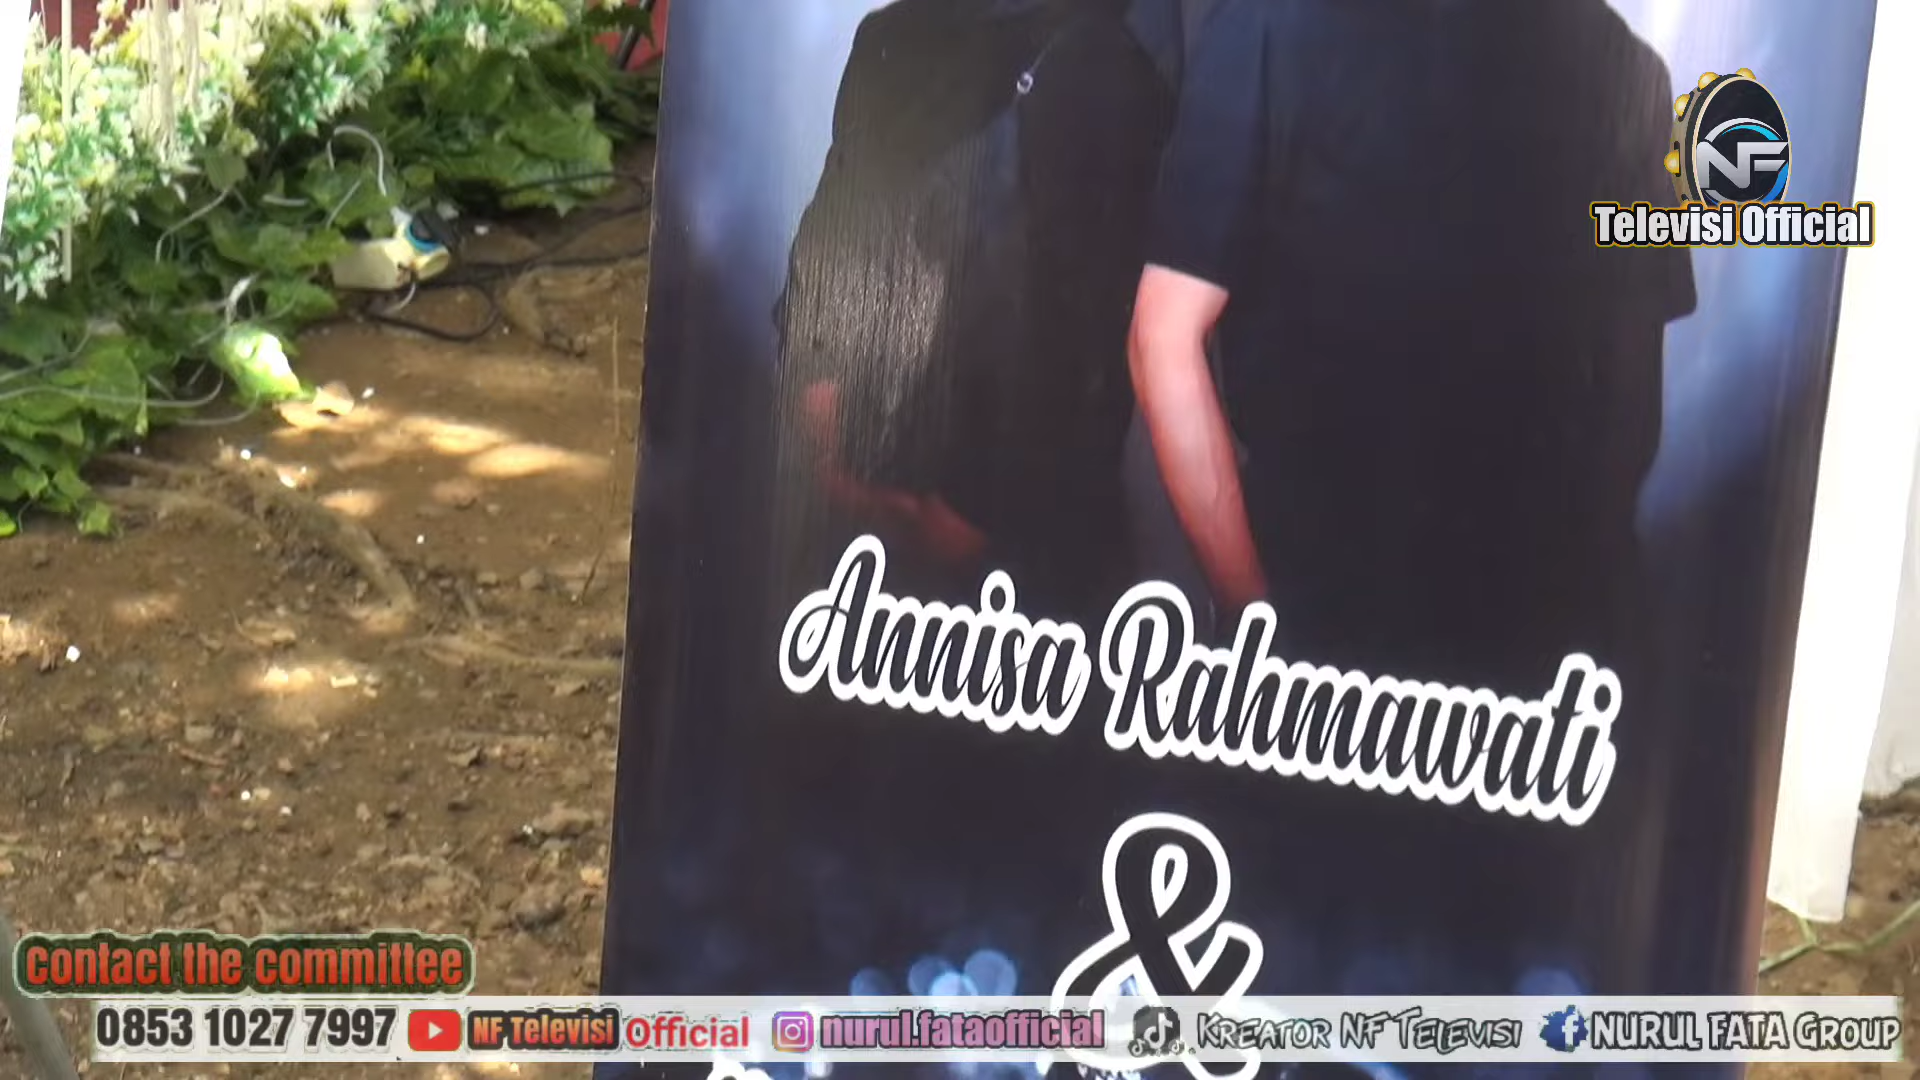 NF
Televisi Official
Annisa Rahmawati
&
Contact the committee
0853 1027 7997 NF Televisi Official nurul.fataofficial Kreator NF Televisi NURUL FATA Group